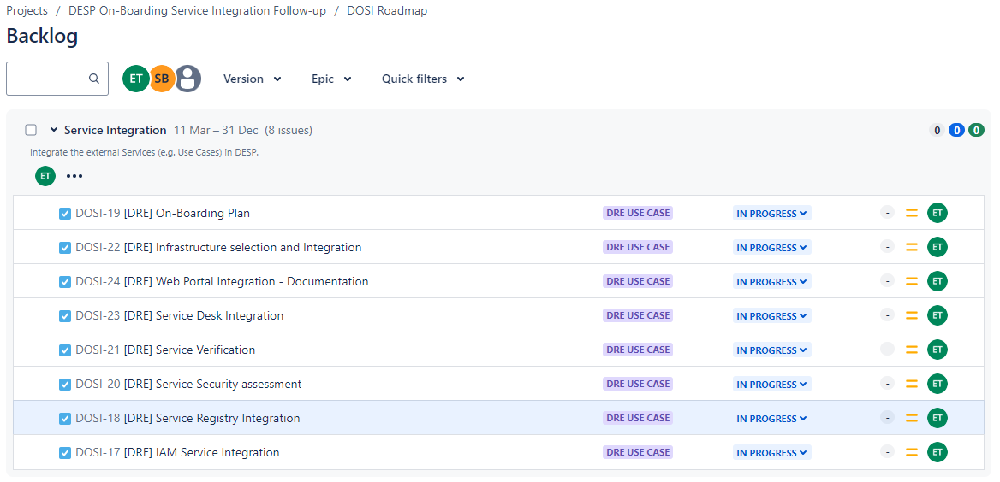 Projects / DESP On-Boarding Service Integration Follow-up / DOSI Roadmap
Backlog
ET SB Version Epic Quick filters
Service Integration 11 Mar – 31 Dec (8 issues) 0 0 0
Integrate the external Services (e.g. Use Cases) in DESP.
ET
DOSI-19 [DRE] On-Boarding Plan DRE USE CASE IN PROGRESS - ET
DOSI-22 [DRE] Infrastructure selection and Integration DRE USE CASE IN PROGRESS - ET
DOSI-24 [DRE] Web Portal Integration - Documentation DRE USE CASE IN PROGRESS - ET
DOSI-23 [DRE] Service Desk Integration DRE USE CASE IN PROGRESS - ET
DOSI-21 [DRE] Service Verification DRE USE CASE IN PROGRESS - ET
DOSI-20 [DRE] Service Security assessment DRE USE CASE IN PROGRESS - ET
DOSI-18 [DRE] Service Registry Integration DRE USE CASE IN PROGRESS - ET
DOSI-17 [DRE] IAM Service Integration DRE USE CASE IN PROGRESS - ET